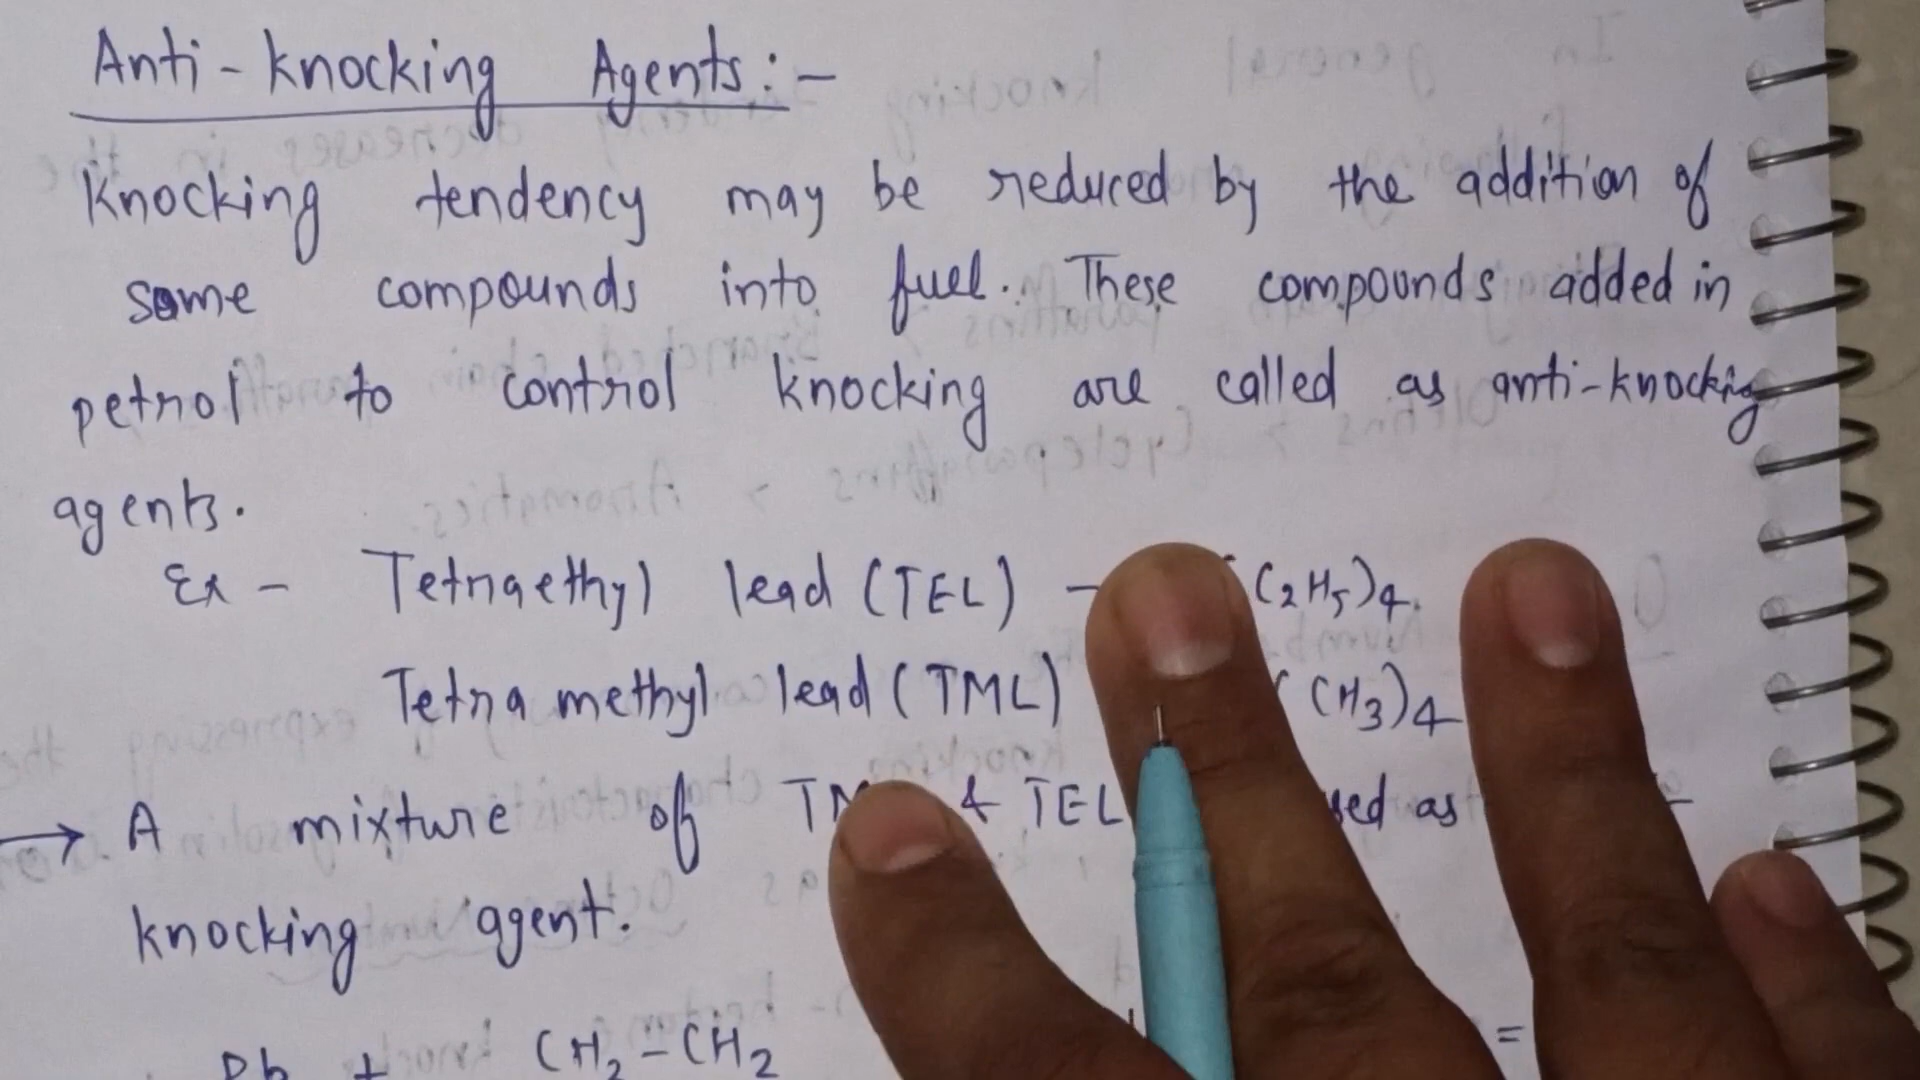 Anti-knocking Agents:-
Knocking tendency may be reduced by the addition of
some compounds into fuel. These compounds added in
petrol to control knocking are called as anti-knocking
agents.
Ex - Tetraethyl lead (TEL) - (C2H5)4
Tetra methyl lead (TML) (CH3)4
→ A mixture of & TEL as
knocking agent.
Pb + CH2-CH2 =